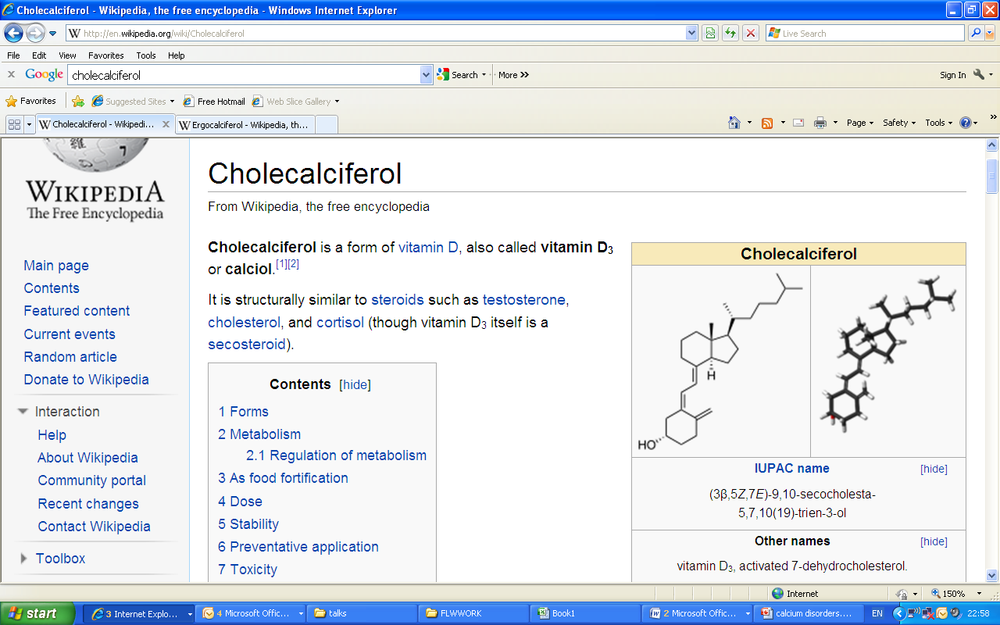 Cholecalciferol - Wikipedia, the free encyclopedia - Windows Internet Explorer
http://en.wikipedia.org/wiki/Cholecalciferol
Live Search
File Edit View Favorites Tools Help
x Google cholecalciferol Search More >> Sign In
Favorites Suggested Sites Free Hotmail Web Slice Gallery
Cholecalciferol - Wikipedi... X Ergocalciferol - Wikipedia, th... Page Safety Tools
WIKIPEDIA
The Free Encyclopedia
Main page
Contents
Featured content
Current events
Random article
Donate to Wikipedia
Interaction
Help
About Wikipedia
Community portal
Recent changes
Contact Wikipedia
Toolbox
Cholecalciferol
From Wikipedia, the free encyclopedia
Cholecalciferol is a form of vitamin D, also called vitamin D₃
or calciol.[1][2]
It is structurally similar to steroids such as testosterone,
cholesterol, and cortisol (though vitamin D₃ itself is a
secosteroid).
Contents [hide]
1 Forms
2 Metabolism
2.1 Regulation of metabolism
3 As food fortification
4 Dose
5 Stability
6 Preventative application
7 Toxicity
Cholecalciferol
H
HO
IUPAC name [hide]
(3β,5Z,7E)-9,10-secocholesta-
5,7,10(19)-trien-3-ol
Other names [hide]
vitamin D₃, activated 7-dehydrocholesterol.
Internet 150%
start 3 Internet Explo... 4 Microsoft Offic... talks FLWWORK Book1 2 Microsoft Offic... calcium disorders.... EN 22:58